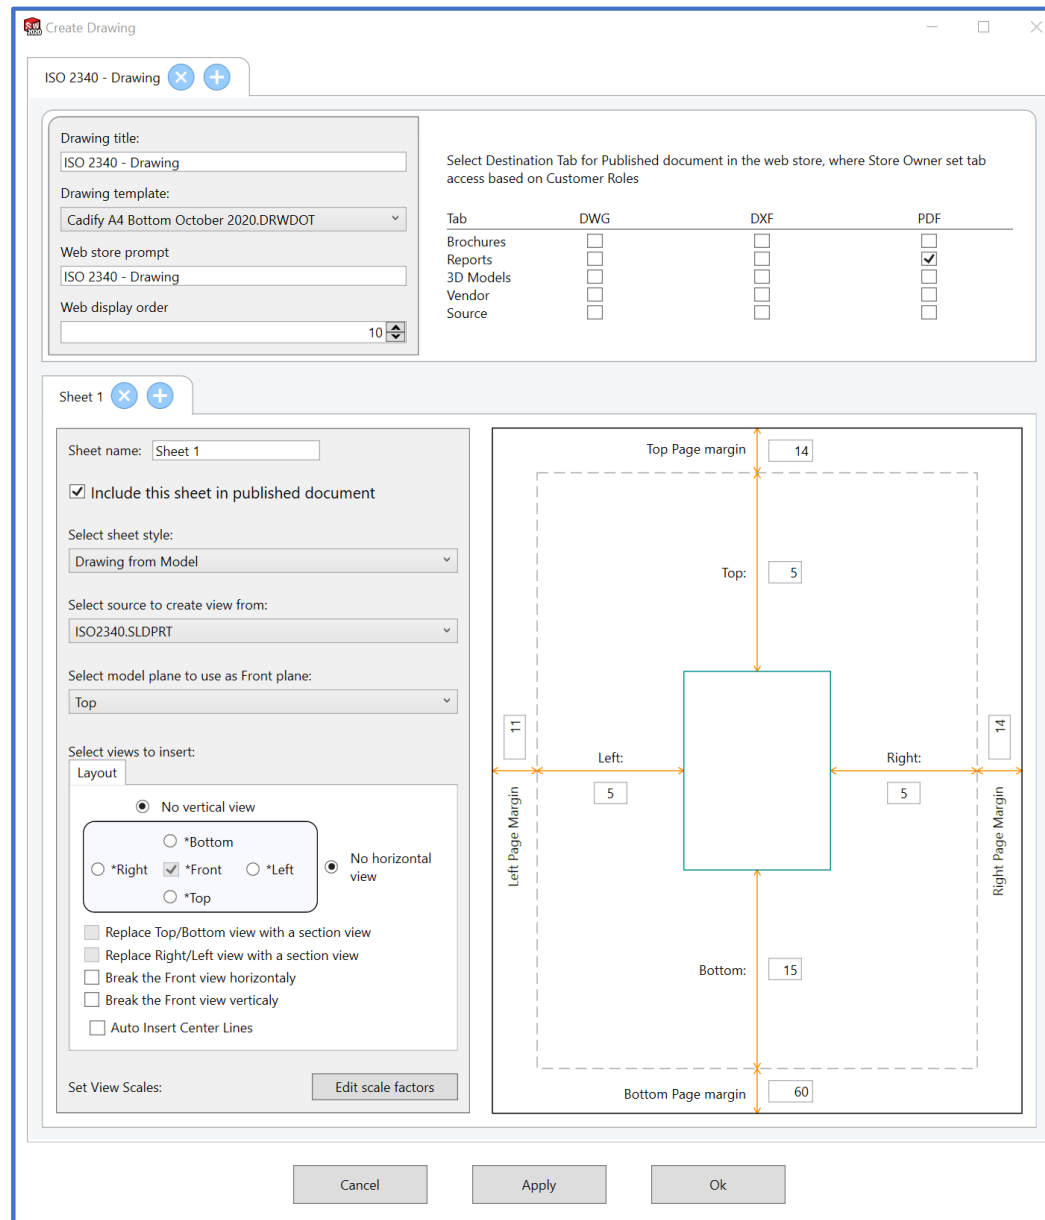 SW
2020
Create Drawing
ISO 2340 - Drawing
Drawing title:
ISO 2340 - Drawing
Drawing template:
Cadify A4 Bottom October 2020.DRWDOT
Web store prompt
ISO 2340 - Drawing
Web display order
10
Select Destination Tab for Published document in the web store, where Store Owner set tab
access based on Customer Roles
Tab DWG DXF PDF
Brochures
Reports
3D Models
Vendor
Source
Sheet 1
Sheet name: Sheet 1
Include this sheet in published document
Select sheet style:
Drawing from Model
Select source to create view from:
ISO2340.SLDPRT
Select model plane to use as Front plane:
Top
Select views to insert:
Layout
No vertical view
*Bottom
*Right *Front *Left
*Top
No horizontal
view
Replace Top/Bottom view with a section view
Replace Right/Left view with a section view
Break the Front view horizontaly
Break the Front view verticaly
Auto Insert Center Lines
Set View Scales: Edit scale factors
Top Page margin 14
Top: 5
11
Left Page Margin
Left:
5
Right:
5
14
Right Page Margin
Bottom: 15
Bottom Page margin 60
Cancel Apply Ok